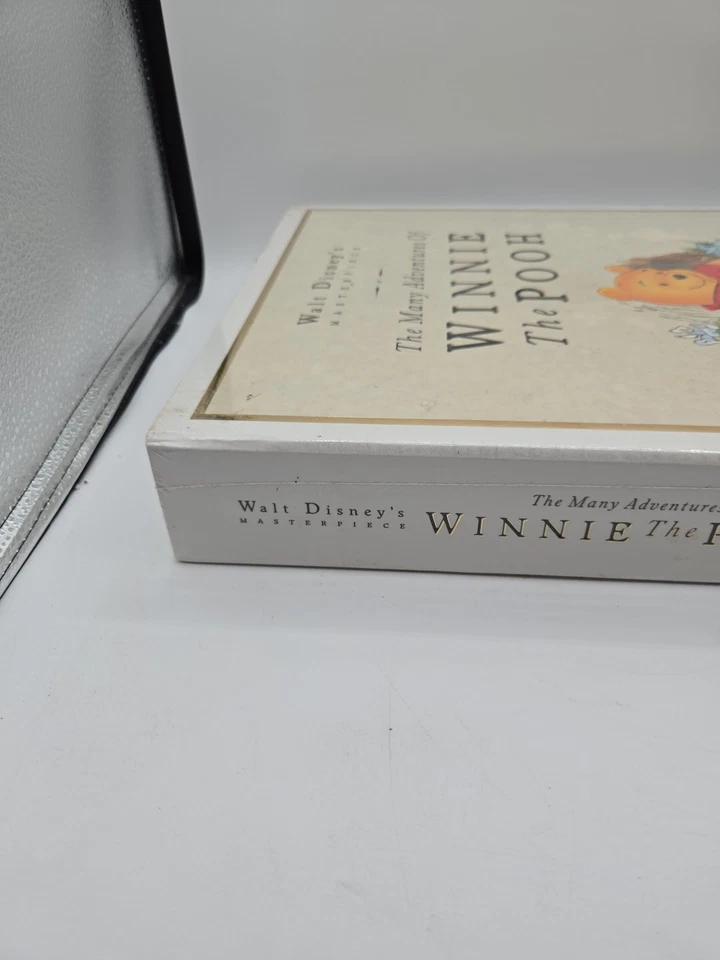 Walt Disney's
MASTERPIECE
The Many Adventures Of
WINNIE
The POOH
Walt Disney's
MASTERPIECE
The Many Adventures
WINNIE The P